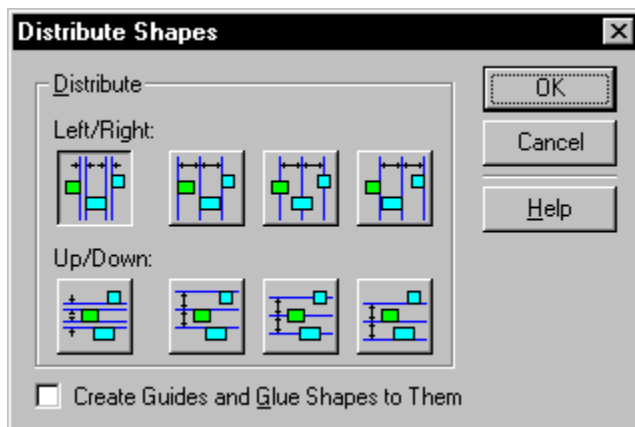 Distribute Shapes
Distribute
Left/Right:
OK
Cancel
Help
Up/Down:
Create Guides and Glue Shapes to Them